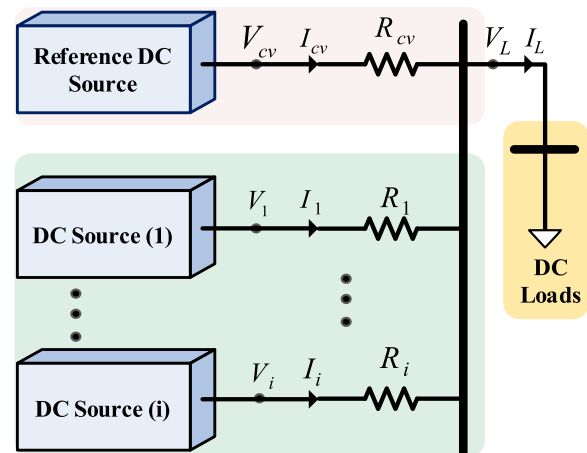 Reference DC
Source
V_cv I_cv R_cv V_L I_L
DC Source (1)
V_1 I_1 R_1
DC
Loads
DC Source (i)
V_i I_i R_i